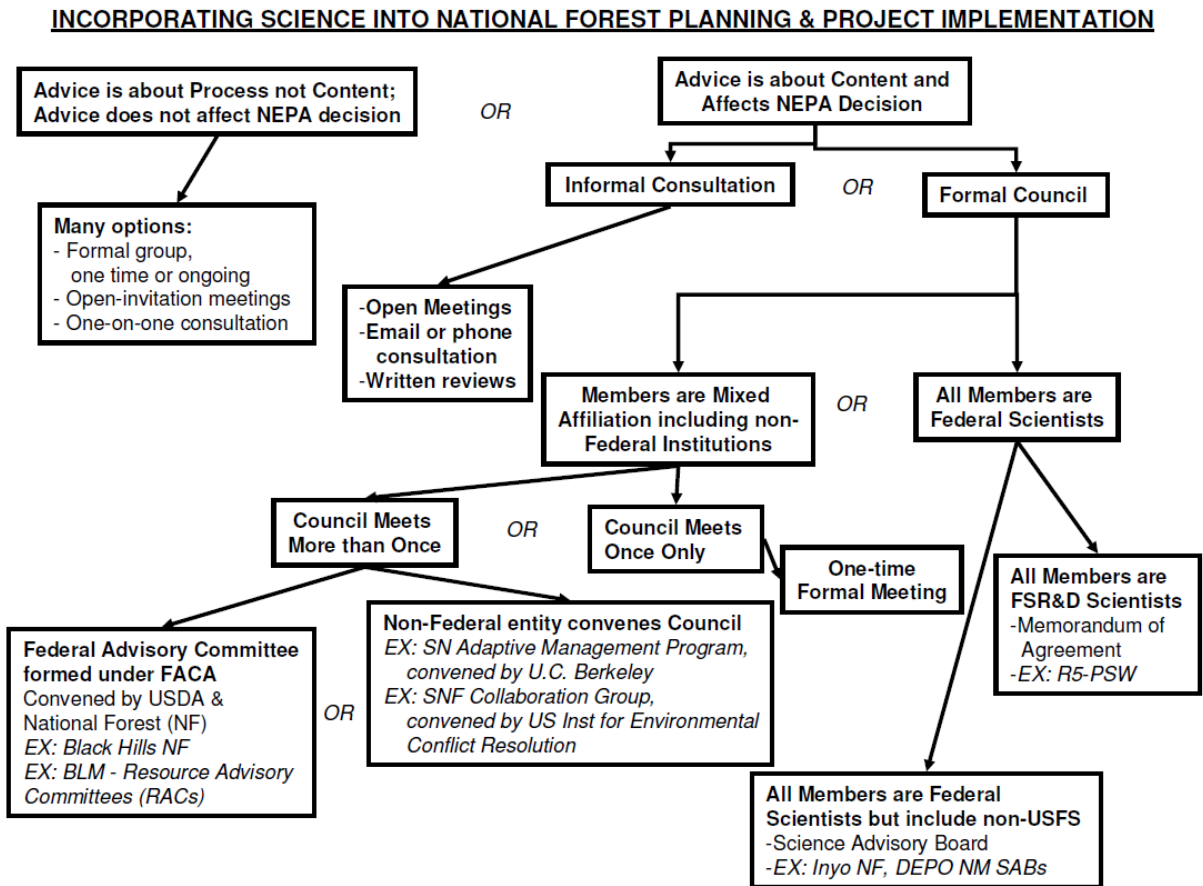 INCORPORATING SCIENCE INTO NATIONAL FOREST PLANNING & PROJECT IMPLEMENTATION
Advice is about Process not Content;
Advice does not affect NEPA decision
OR
Advice is about Content and
Affects NEPA Decision
Many options:
- Formal group,
one time or ongoing
- Open-invitation meetings
- One-on-one consultation
Informal Consultation
OR
Formal Council
-Open Meetings
-Email or phone
consultation
-Written reviews
Members are Mixed
Affiliation including non-
Federal Institutions
OR
All Members are
Federal Scientists
Council Meets
More than Once
OR
Council Meets
Once Only
One-time
Formal Meeting
All Members are
FSR&D Scientists
-Memorandum of
Agreement
-EX: R5-PSW
Federal Advisory Committee
formed under FACA
Convened by USDA &
National Forest (NF)
EX: Black Hills NF
EX: BLM - Resource Advisory
Committees (RACs)
OR
Non-Federal entity convenes Council
EX: SN Adaptive Management Program,
convened by U.C. Berkeley
EX: SNF Collaboration Group,
convened by US Inst for Environmental
Conflict Resolution
All Members are Federal
Scientists but include non-USFS
-Science Advisory Board
-EX: Inyo NF, DEPO NM SABs